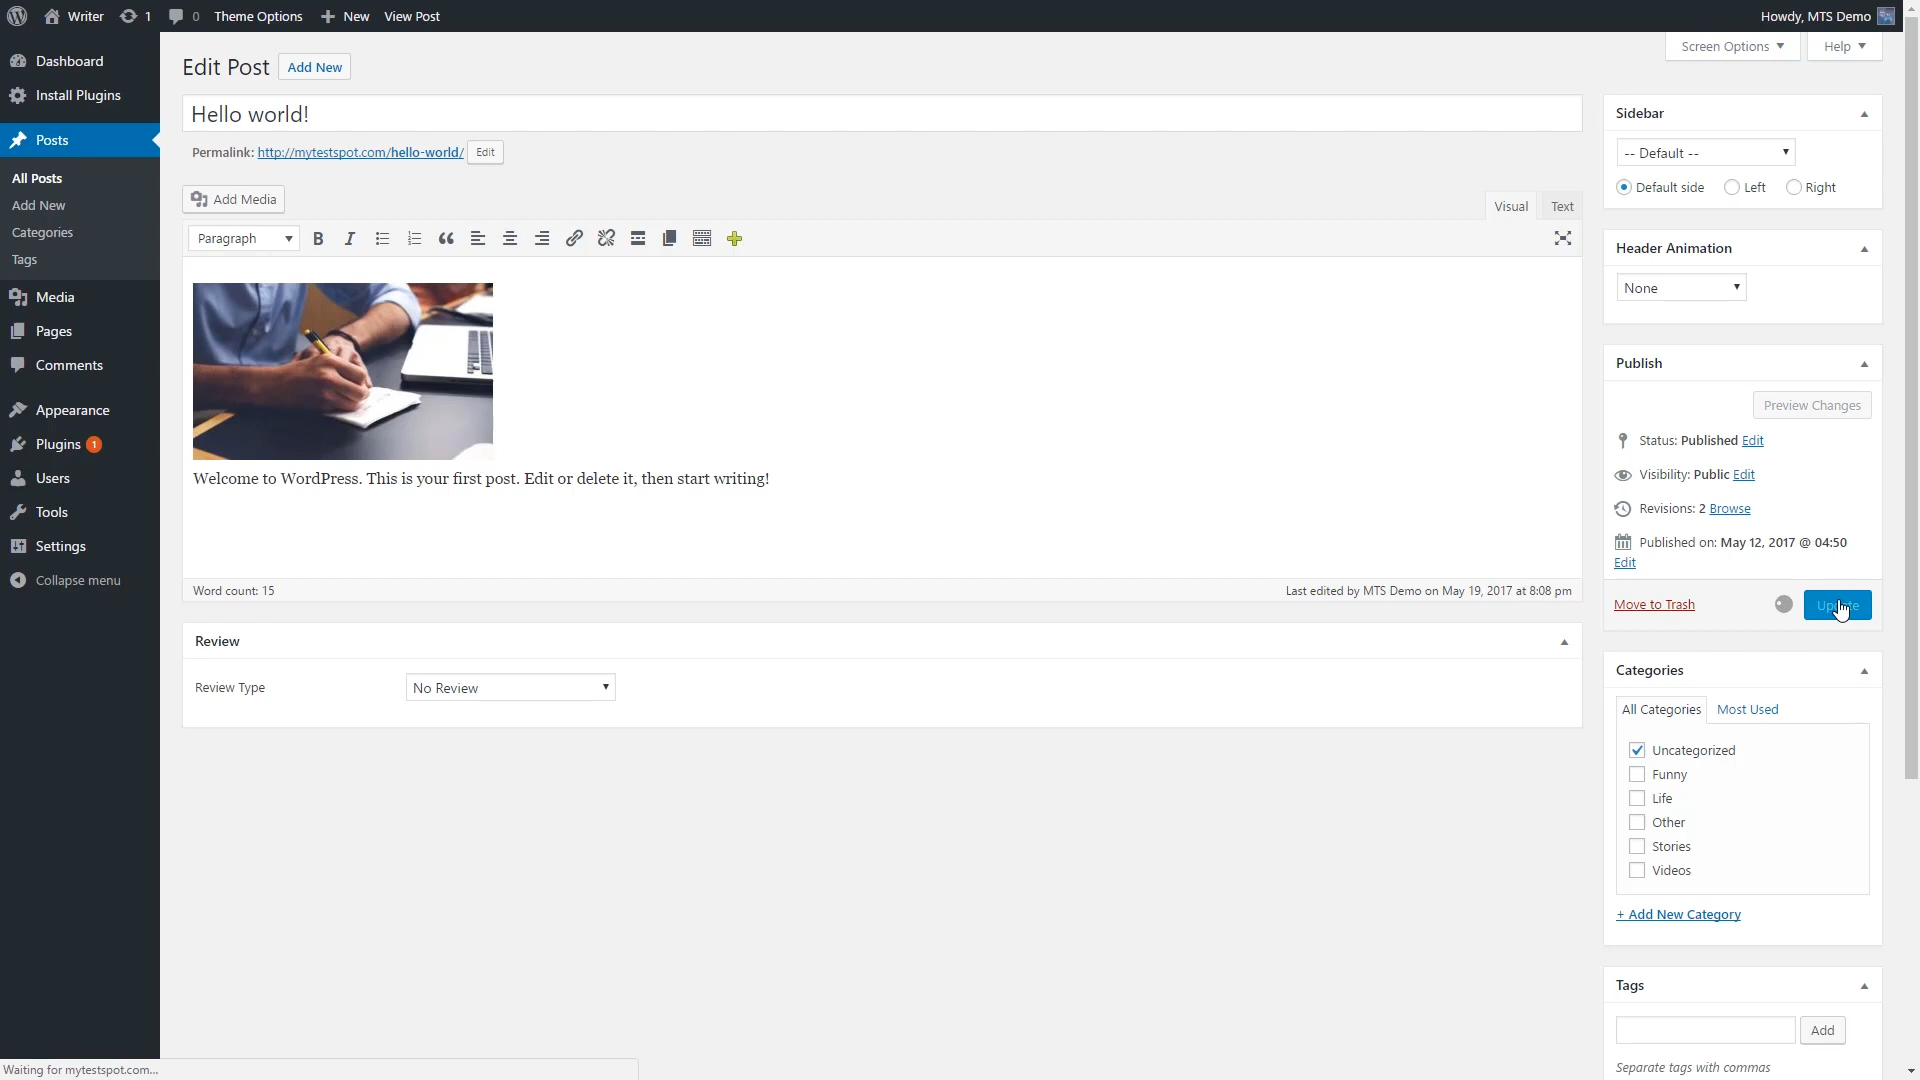 Writer 1 0 Theme Options New View Post Howdy, MTS Demo
Screen Options Help
Dashboard
Install Plugins
Posts
All Posts
Add New
Categories
Tags
Media
Pages
Comments
Appearance
Plugins 1
Users
Tools
Settings
Collapse menu
Edit Post Add New
Hello world!
Permalink: http://mytestspot.com/hello-world/ Edit
Add Media
Visual Text
Paragraph
Welcome to WordPress. This is your first post. Edit or delete it, then start writing!
Word count: 15 Last edited by MTS Demo on May 19, 2017 at 8:08 pm
Review
Review Type No Review
Sidebar
-- Default --
Default side Left Right
Header Animation
None
Publish
Preview Changes
Status: Published Edit
Visibility: Public Edit
Revisions: 2 Browse
Published on: May 12, 2017 @ 04:50
Edit
Move to Trash Update
Categories
All Categories Most Used
Uncategorized
Funny
Life
Other
Stories
Videos
+ Add New Category
Tags
Add
Separate tags with commas
Waiting for mytestspot.com...